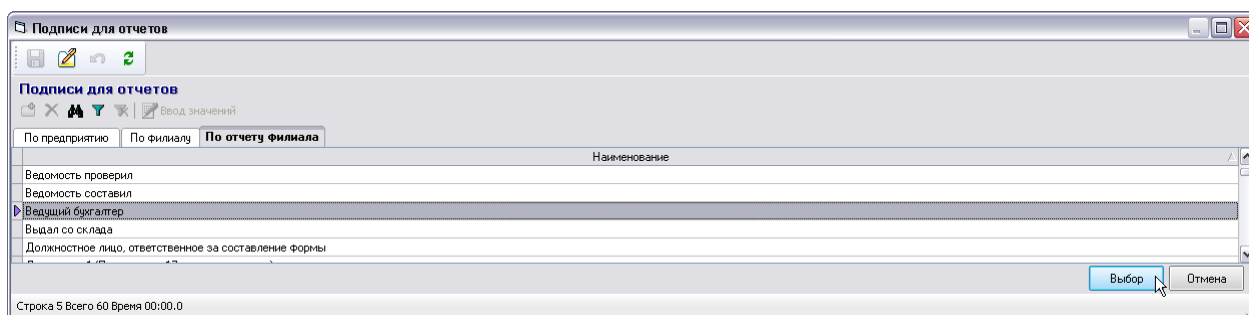 Подписи для отчетов
Подписи для отчетов
Ввод значений
По предприятию По филиалу По отчету филиала
Наименование
Ведомость проверил
Ведомость составил
Ведущий бухгалтер
Выдал со склада
Должностное лицо, ответственное за составление формы
Выбор Отмена
Строка 5 Всего 60 Время 00:00.0